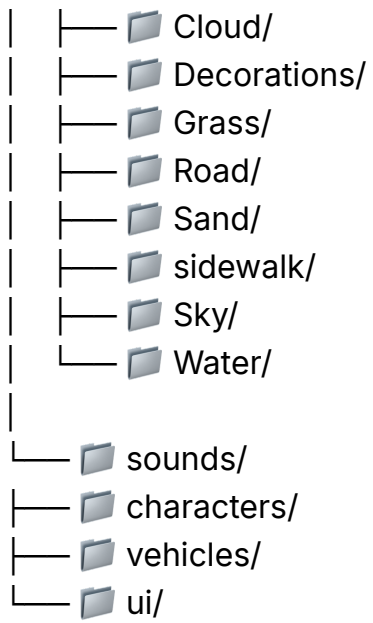 │   ├── 📁 Cloud/
│   ├── 📁 Decorations/
│   ├── 📁 Grass/
│   ├── 📁 Road/
│   ├── 📁 Sand/
│   ├── 📁 sidewalk/
│   ├── 📁 Sky/
│   └── 📁 Water/
│
└── 📁 sounds/
├── 📁 characters/
├── 📁 vehicles/
└── 📁 ui/